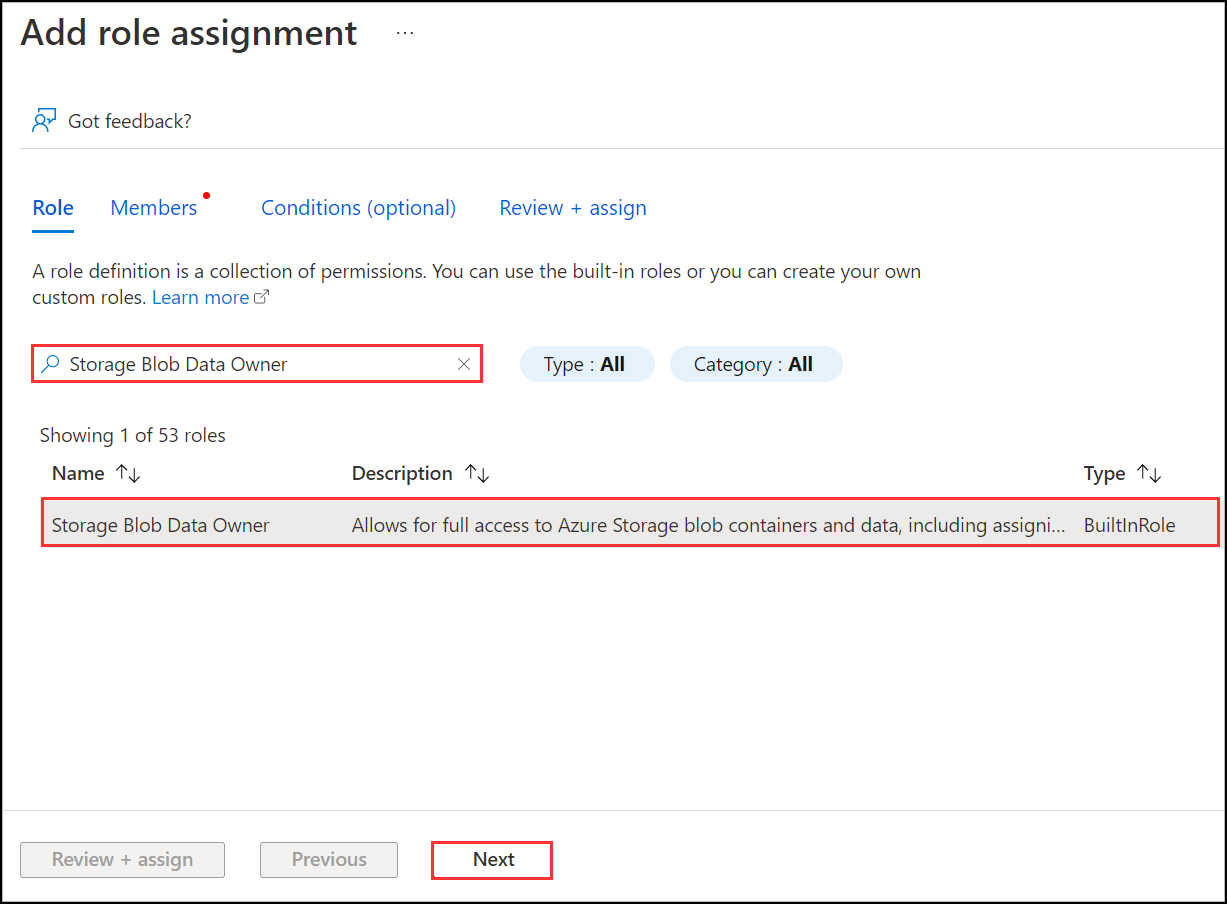 Add role assignment ...
Got feedback?
Role Members Conditions (optional) Review + assign
A role definition is a collection of permissions. You can use the built-in roles or you can create your own
custom roles. Learn more
Storage Blob Data Owner Type : All Category : All
Showing 1 of 53 roles
Name Description Type
Storage Blob Data Owner Allows for full access to Azure Storage blob containers and data, including assigni... BuiltInRole
Review + assign Previous Next